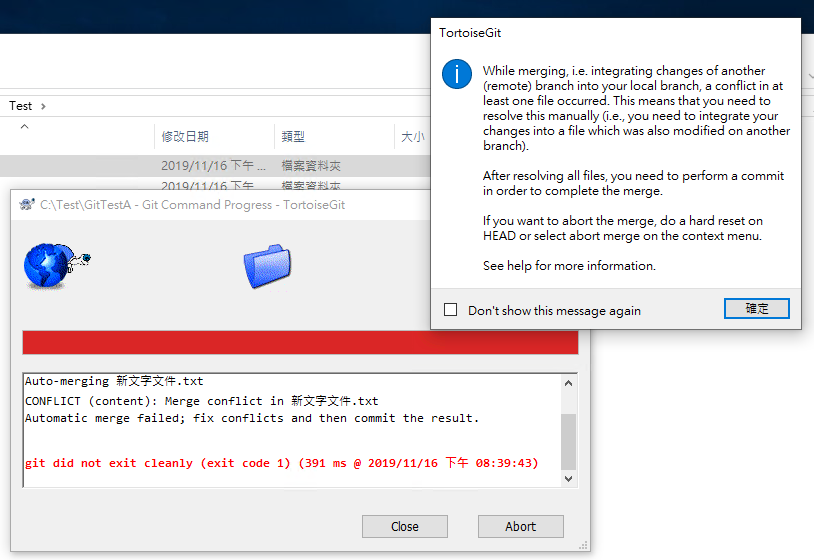 Test
修改日期 類型 大小
2019/11/16 下午 ... 檔案資料夾
2019/11/16 下午 ... 檔案資料夾
C:\Test\GitTestA - Git Command Progress - TortoiseGit
Auto-merging 新文字文件.txt
CONFLICT (content): Merge conflict in 新文字文件.txt
Automatic merge failed; fix conflicts and then commit the result.
git did not exit cleanly (exit code 1) (391 ms @ 2019/11/16 下午 08:39:43)
Close Abort
TortoiseGit
While merging, i.e. integrating changes of another
(remote) branch into your local branch, a conflict in at
least one file occurred. This means that you need to
resolve this manually (i.e., you need to integrate your
changes into a file which was also modified on another
branch).
After resolving all files, you need to perform a commit
in order to complete the merge.
If you want to abort the merge, do a hard reset on
HEAD or select abort merge on the context menu.
See help for more information.
Don't show this message again
確定